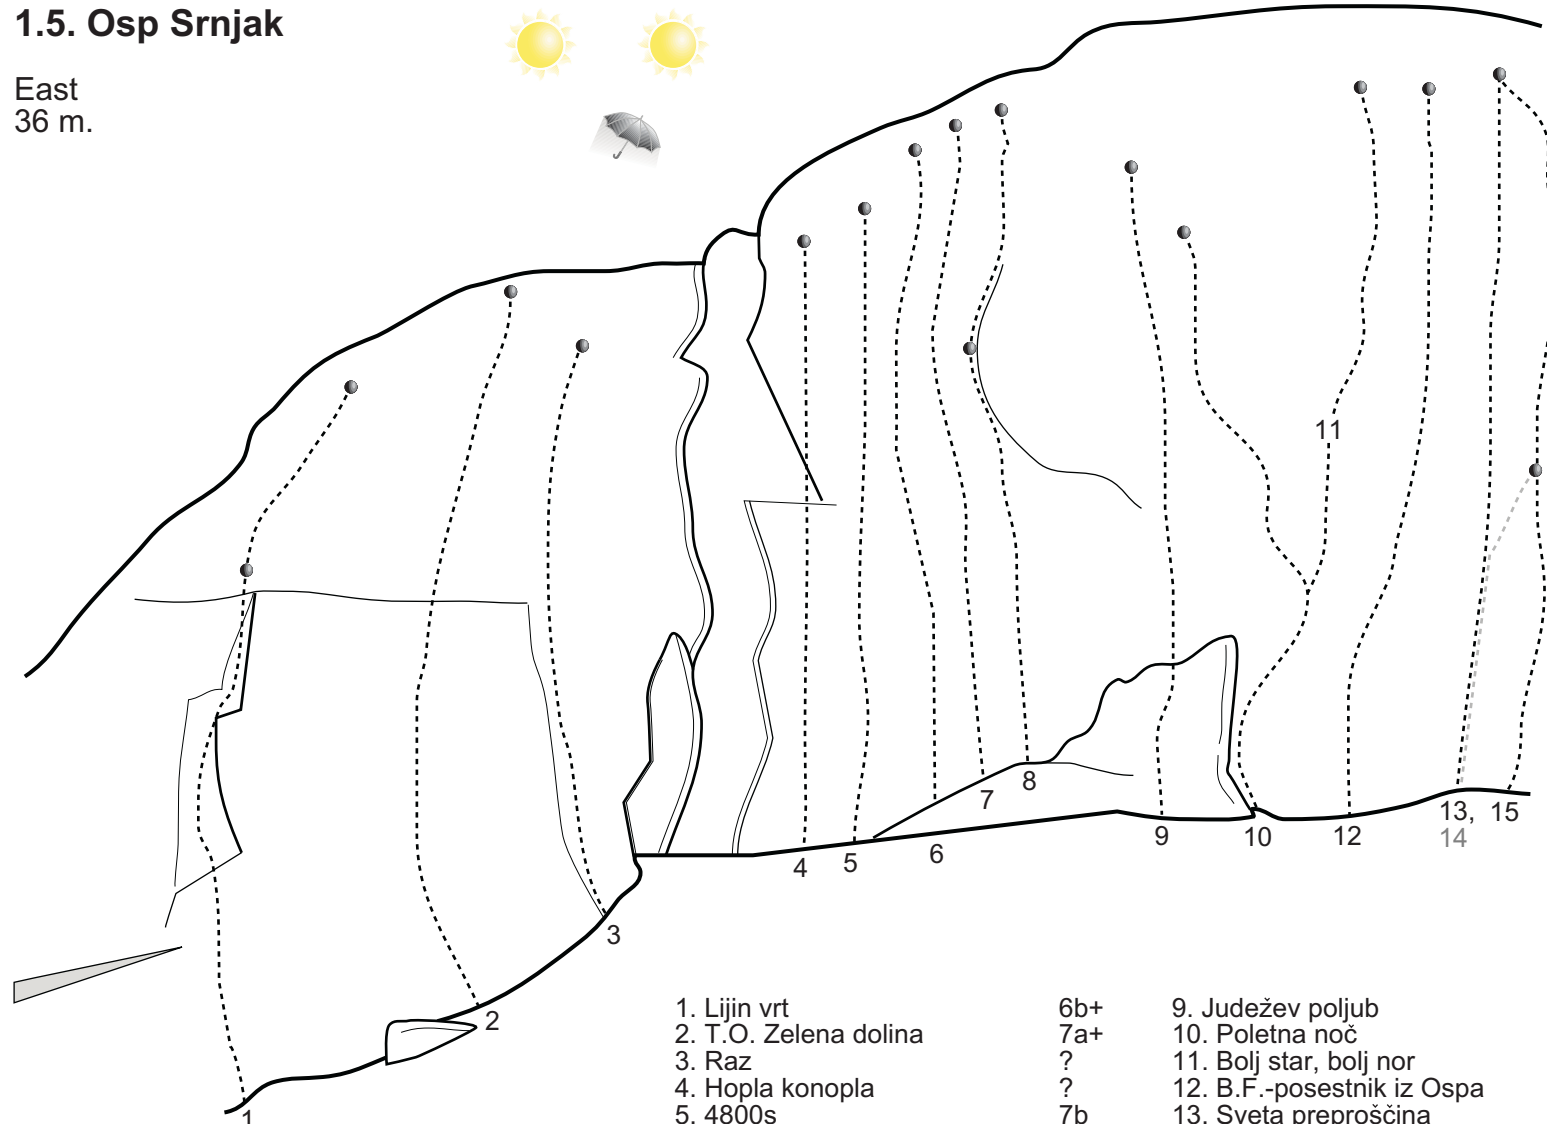 1.5. Osp Srnjak
East
36 m.
11
8
7
13, 15
9 10 12 14
4 5 6
3
2
1
1. Lijin vrt 6b+ 9. Judežev poljub
2. T.O. Zelena dolina 7a+ 10. Poletna noč
3. Raz ? 11. Bolj star, bolj nor
4. Hopla konopla ? 12. B.F.-posestnik iz Ospa
5. 4800s 7b 13. Sveta preproščina